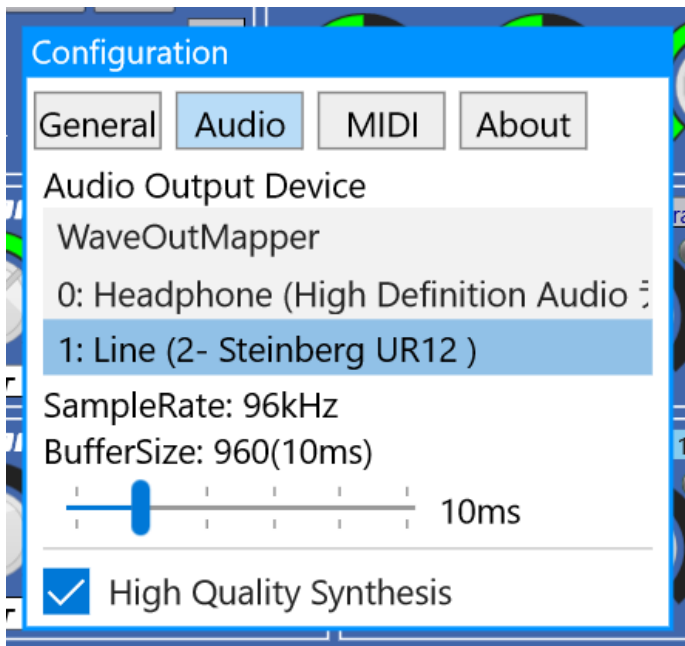 Configuration
General Audio MIDI About
Audio Output Device
WaveOutMapper
0: Headphone (High Definition Audio
1: Line (2- Steinberg UR12 )
SampleRate: 96kHz
BufferSize: 960(10ms)
10ms
High Quality Synthesis